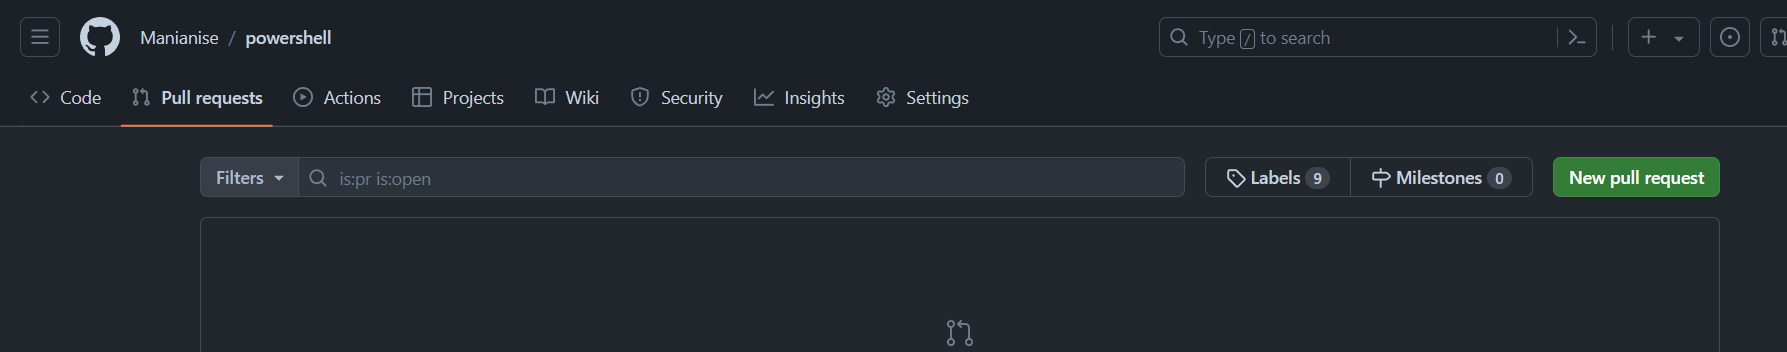 Manianise / powershell
Type / to search
Code Pull requests Actions Projects Wiki Security Insights Settings
Filters is:pr is:open Labels 9 Milestones 0 New pull request